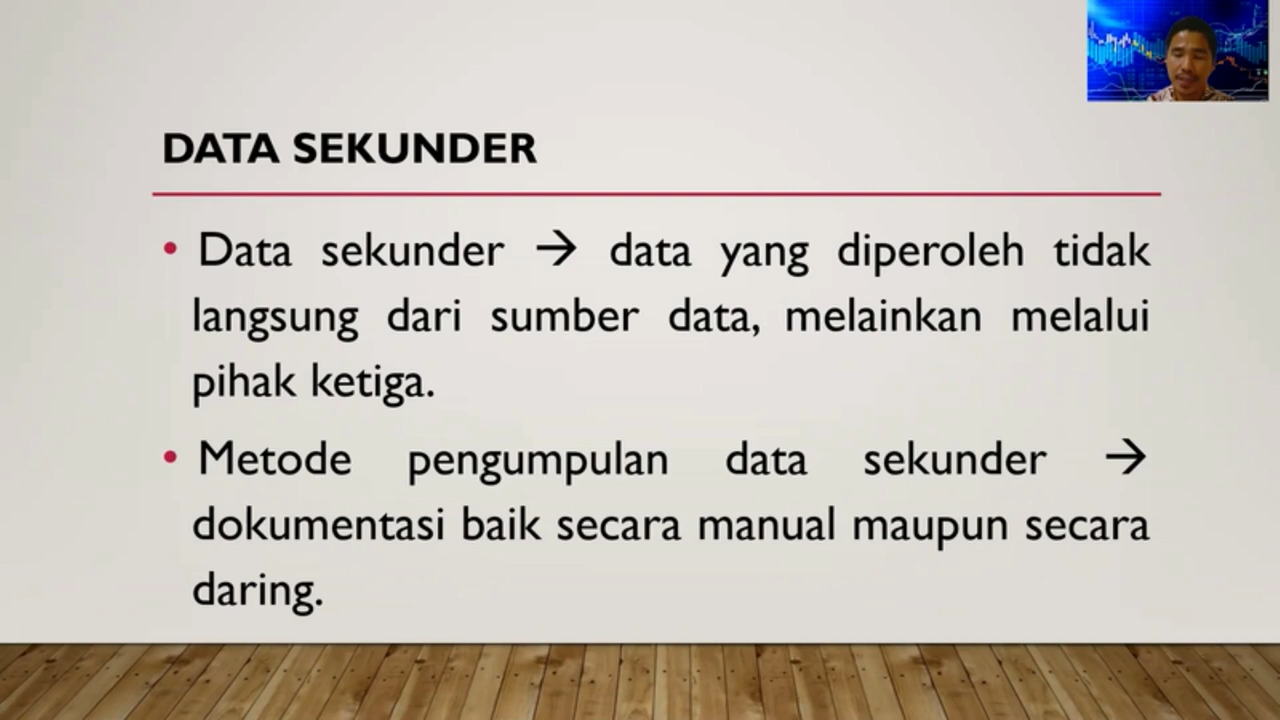 DATA SEKUNDER
• Data sekunder → data yang diperoleh tidak
langsung dari sumber data, melainkan melalui
pihak ketiga.
• Metode pengumpulan data sekunder →
dokumentasi baik secara manual maupun secara
daring.